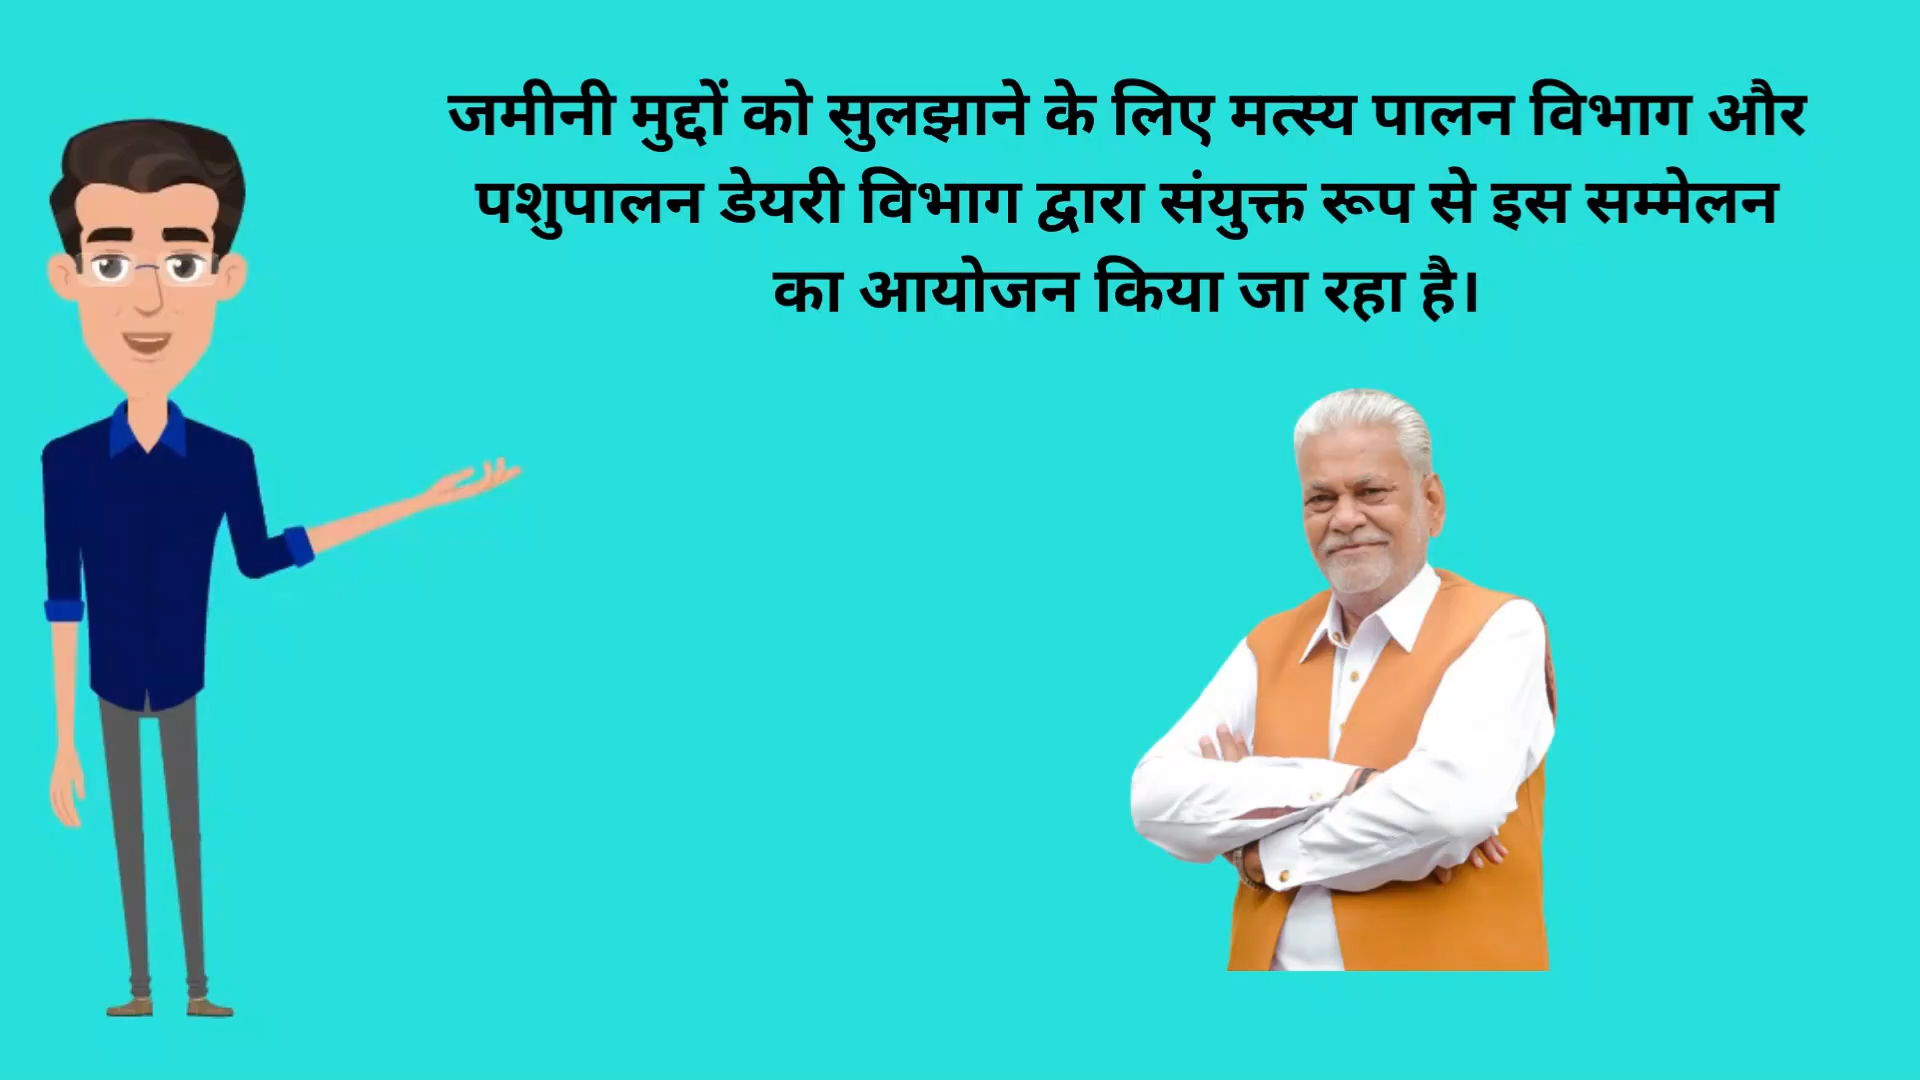 जमीनी मुद्दों को सुलझाने के लिए मत्स्य पालन विभाग और
पशुपालन डेयरी विभाग द्वारा संयुक्त रूप से इस सम्मेलन
का आयोजन किया जा रहा है।